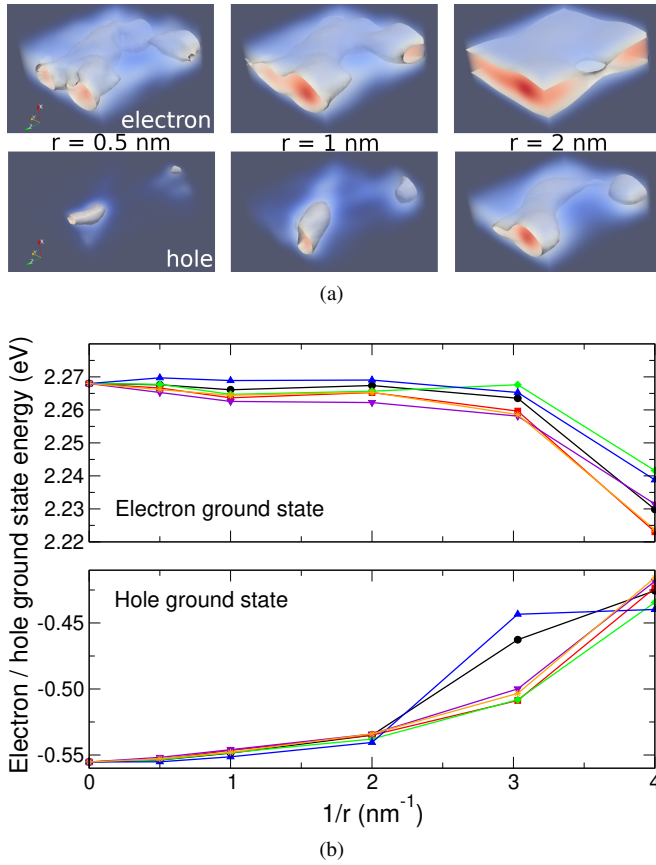 electron
r = 0.5 nm r = 1 nm r = 2 nm
hole
(a)
Electron / hole ground state energy (eV)
2.27
2.26
2.25
2.24
2.23
2.22
Electron ground state
Hole ground state
-0.45
-0.50
-0.55
0 1 2 3 4
1/r (nm⁻¹)
(b)